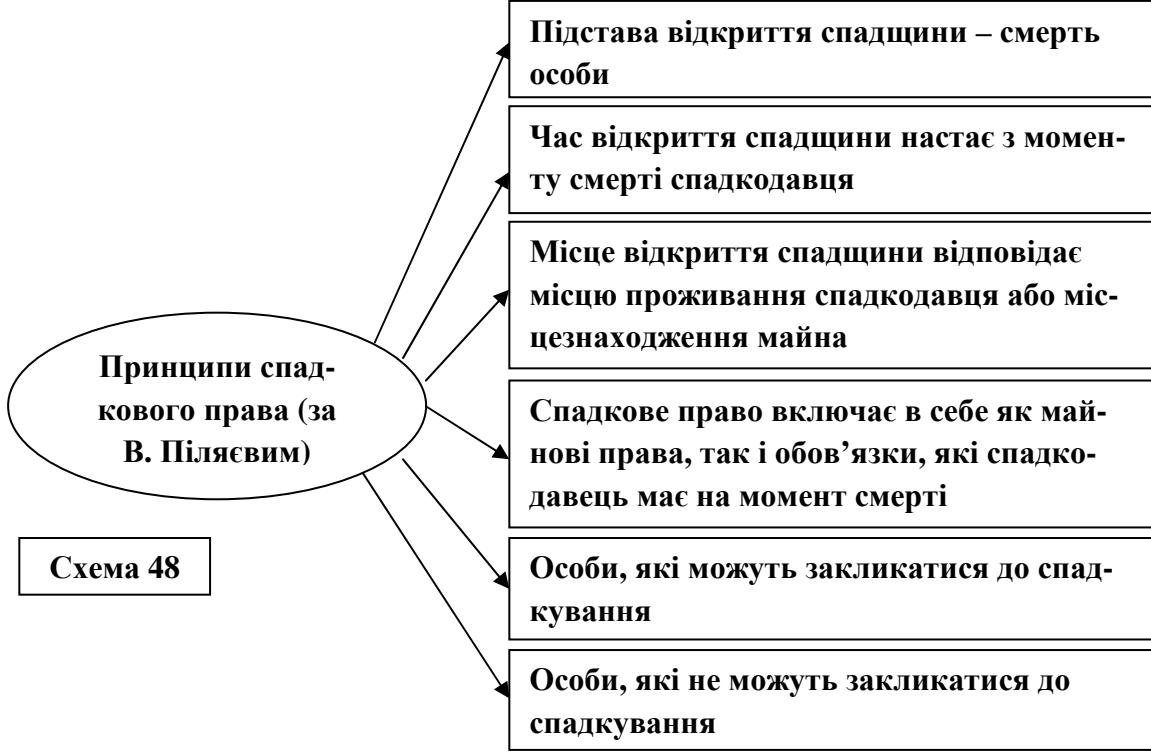 Підстава відкриття спадщини – смерть
особи
Час відкриття спадщини настає з момен-
ту смерті спадкодавця
Місце відкриття спадщини відповідає
місцю проживання спадкодавця або міс-
цезнаходження майна
Принципи спад-
кового права (за
В. Піляєвим)
Спадкове право включає в себе як май-
нові права, так і обов’язки, які спадко-
давець має на момент смерті
Схема 48
Особи, які можуть закликатися до спад-
кування
Особи, які не можуть закликатися до
спадкування